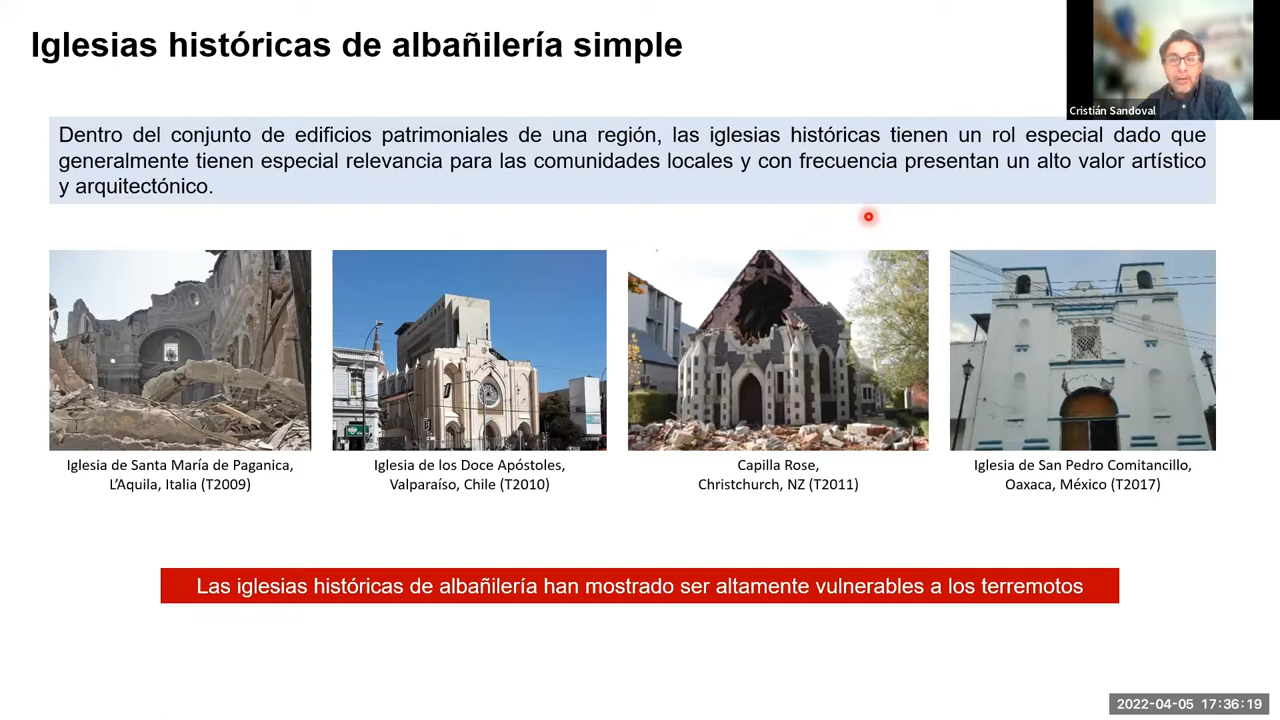 Iglesias históricas de albañilería simple
Cristián Sandoval
Dentro del conjunto de edificios patrimoniales de una región, las iglesias históricas tienen un rol especial dado que
generalmente tienen especial relevancia para las comunidades locales y con frecuencia presentan un alto valor artístico
y arquitectónico.
Iglesia de Santa María de Paganica,
L'Aquila, Italia (T2009)
Iglesia de los Doce Apóstoles,
Valparaíso, Chile (T2010)
Capilla Rose,
Christchurch, NZ (T2011)
Iglesia de San Pedro Comitancillo,
Oaxaca, México (T2017)
Las iglesias históricas de albañilería han mostrado ser altamente vulnerables a los terremotos
2022-04-05 17:36:19